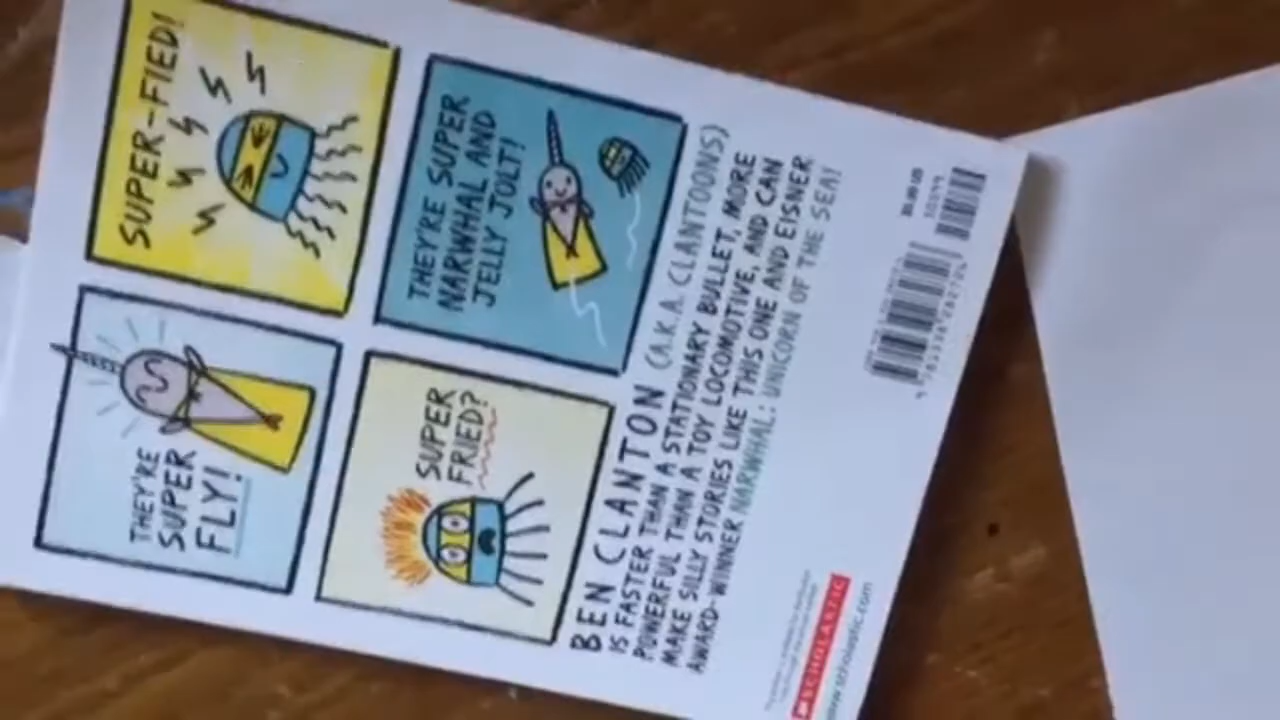 THEY'RE
SUPER
FLY!
SUPER-FIED!
SUPER
FRIED?
THEY'RE SUPER
NARWHAL AND
JELLY JOLT!
BEN CLANTON (A.K.A. CLANTOONS)
IS FASTER THAN A STATIONARY BULLET, MORE
POWERFUL THAN A TOY LOCOMOTIVE, AND CAN
MAKE SILLY STORIES LIKE THIS ONE AND EISNER
AWARD-WINNER NARWHAL: UNICORN OF THE SEA!
SCHOLASTIC
www.scholastic.com